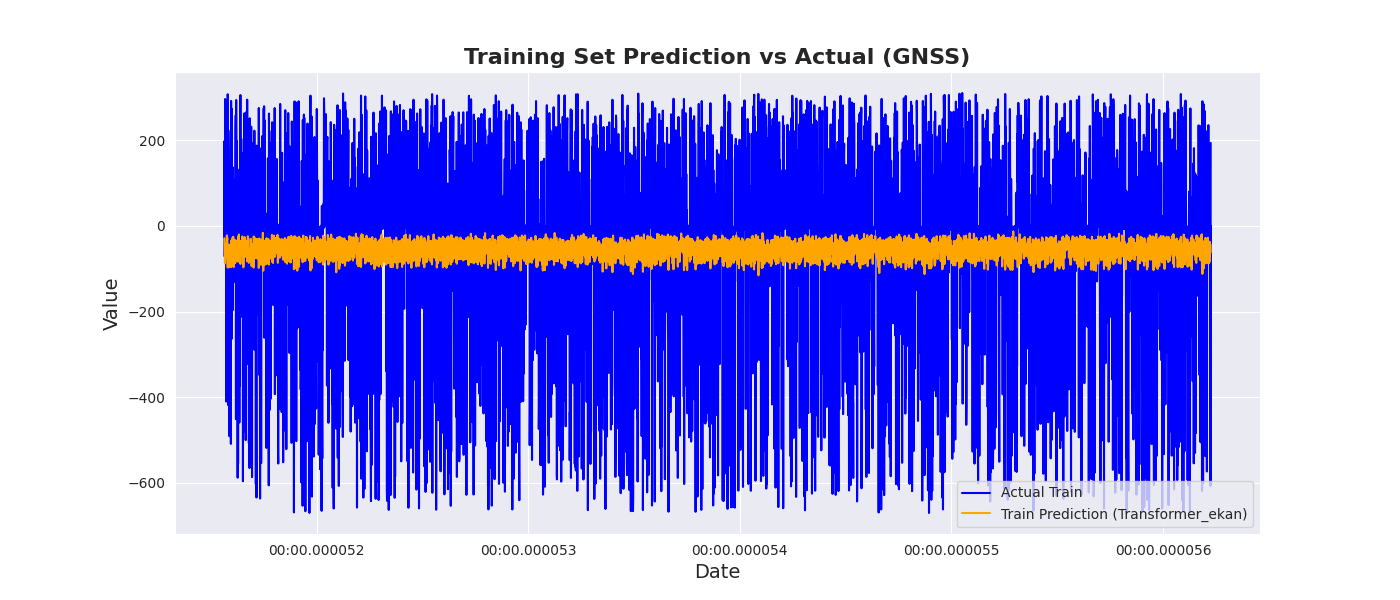 Training Set Prediction vs Actual (GNSS)
Value
200
0
−200
−400
−600
Actual Train
Train Prediction (Transformer_ekan)
00:00.000052
00:00.000053
00:00.000054
00:00.000055
00:00.000056
Date